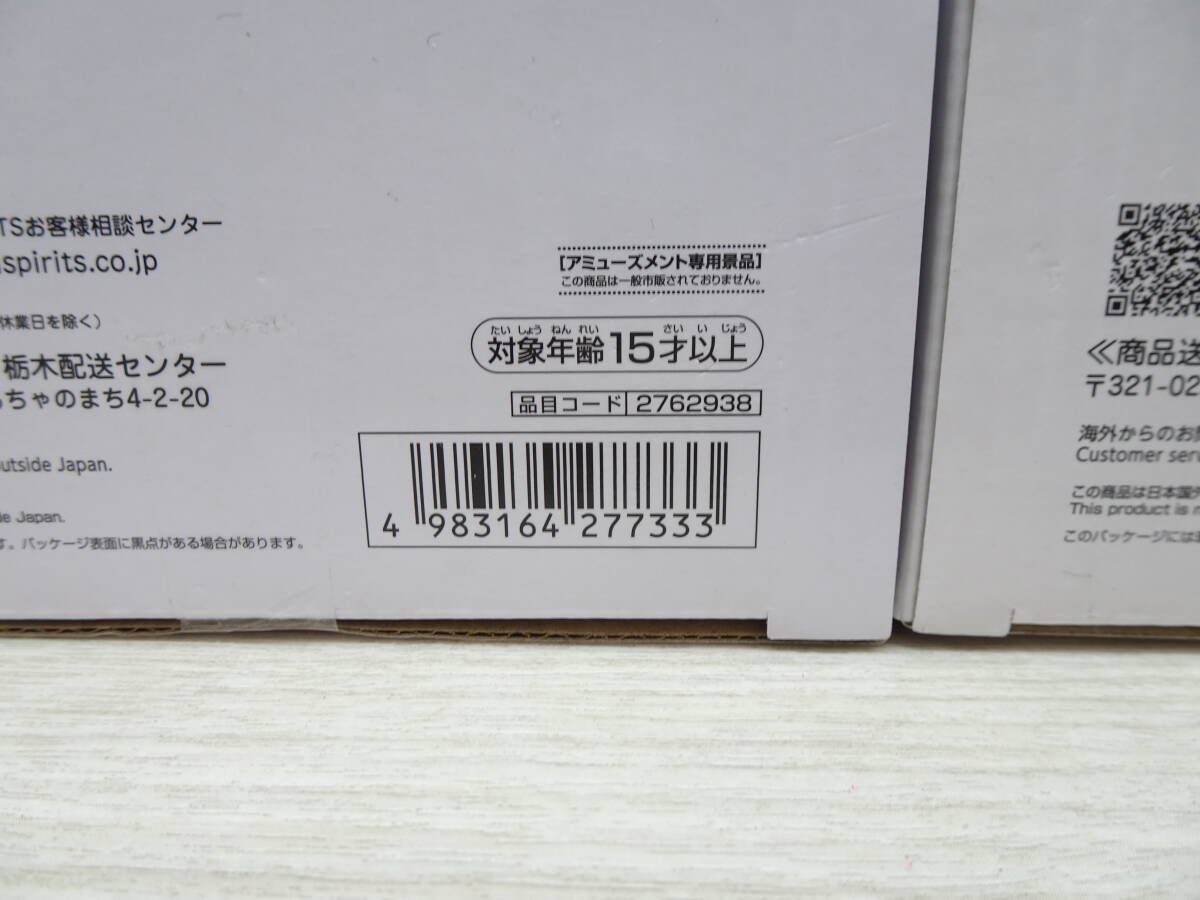 TSお客様相談センター
spirits.co.jp
休業日を除く）
栃木配送センター
ちゃのまち4-2-20
outside Japan.
de Japan.
す。パッケージ表面に黒点がある場合があります。
［アミューズメント専用景品］
この商品は一般市販されておりません。
たいしょう ねんれい さい い じょう
対象年齢15才以上
品目コード 2762938
4 983164 277333
≪商品送
〒321-02
海外からのお
Customer serv
この商品は日本国
This product is n
このパッケージには